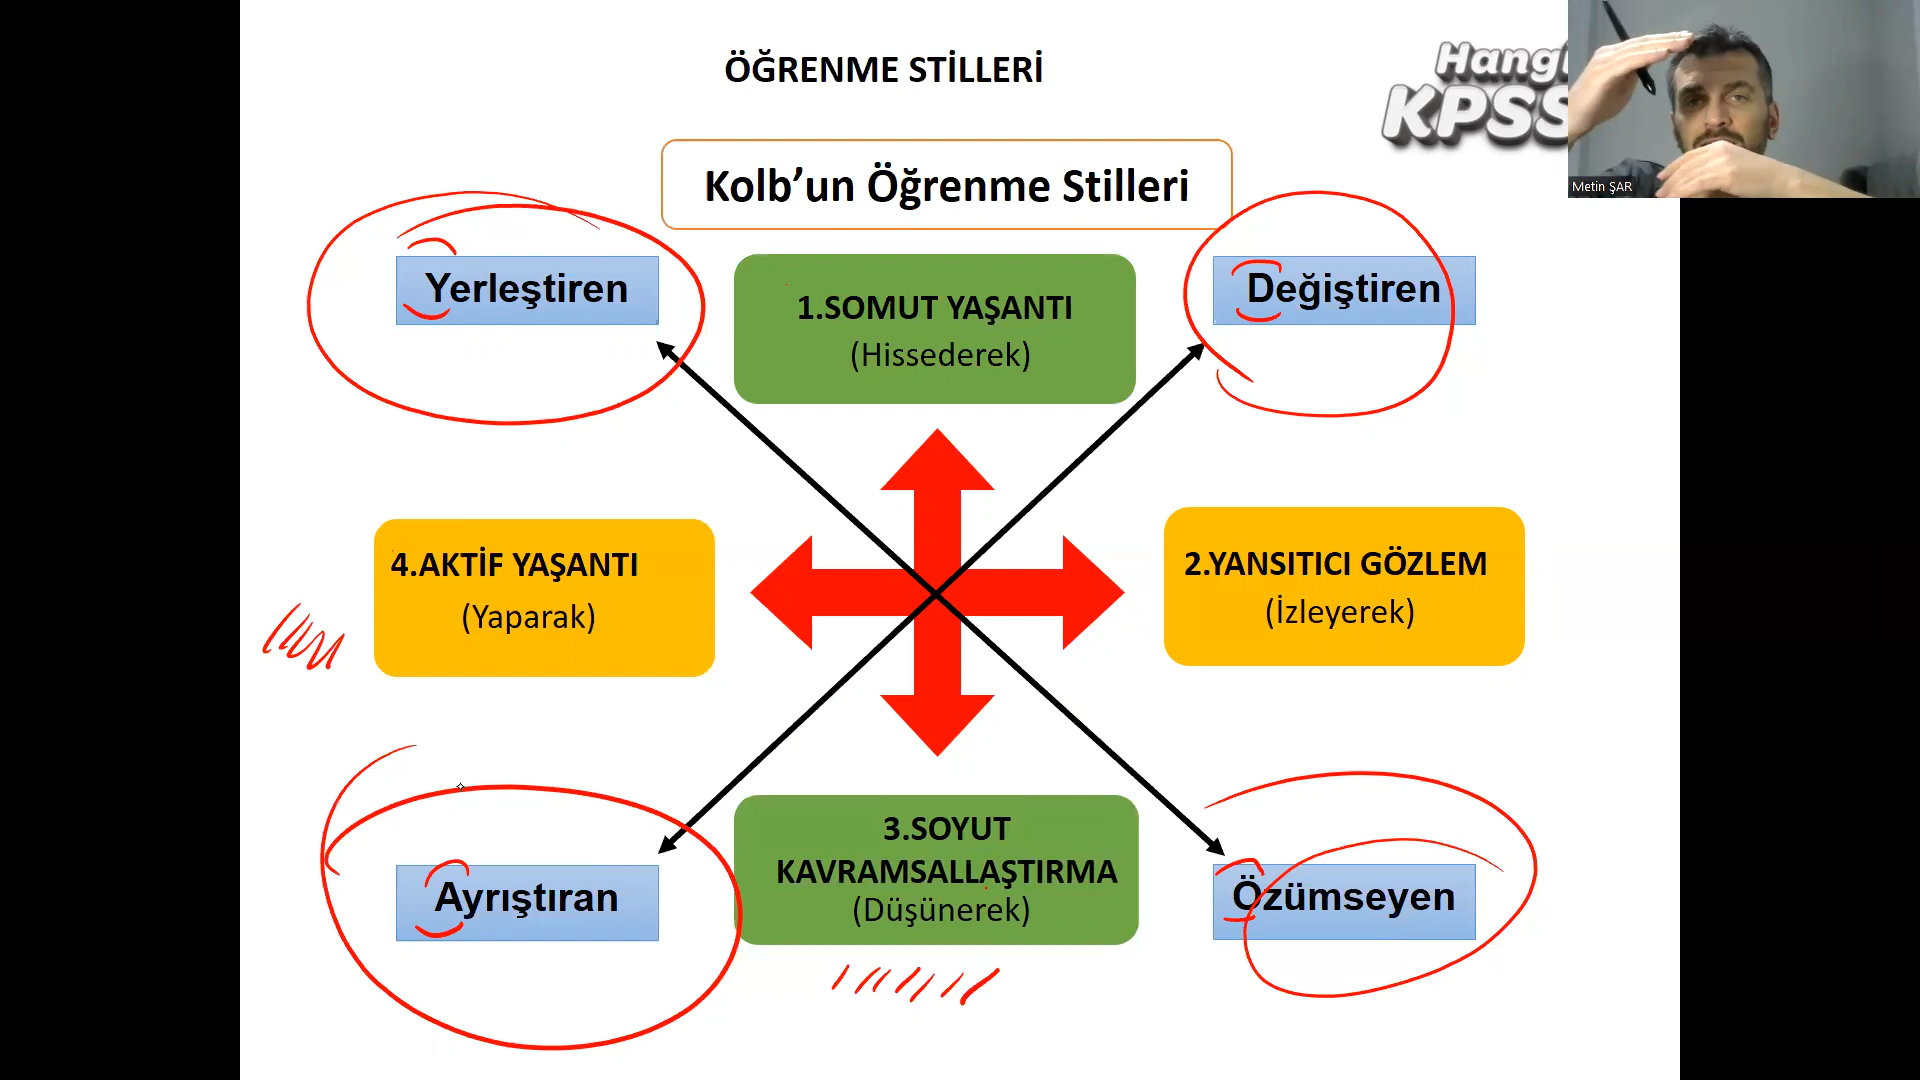 ÖĞRENME STİLLERİ
Hangi
KPSS
Metin ŞAR
Kolb’un Öğrenme Stilleri
Yerleştiren
1.SOMUT YAŞANTI
(Hissederek)
Değiştiren
4.AKTİF YAŞANTI
(Yaparak)
2.YANSITICI GÖZLEM
(İzleyerek)
Ayrıştıran
3.SOYUT
KAVRAMSALLAŞTIRMA
(Düşünerek)
Özümseyen